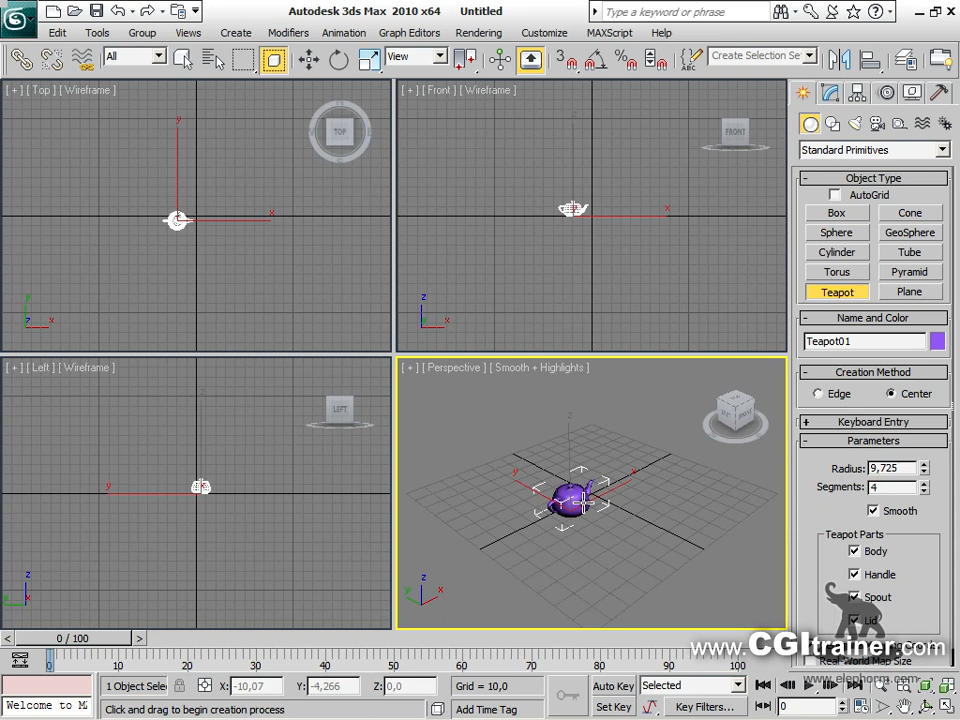 Autodesk 3ds Max 2010 x64 Untitled
Type a keyword or phrase
Edit Tools Group Views Create Modifiers Animation Graph Editors Rendering Customize MAXScript Help
All View 3 Create Selection Se
[ + ] [ Top ] [ Wireframe ]
[ + ] [ Front ] [ Wireframe ]
TOP
FRONT
Standard Primitives
- Object Type
AutoGrid
Box Cone
Sphere GeoSphere
Cylinder Tube
Torus Pyramid
Teapot Plane
- Name and Color
Teapot01
[ + ] [ Left ] [ Wireframe ]
[ + ] [ Perspective ] [ Smooth + Highlights ]
LEFT
- Creation Method
Edge Center
+ Keyboard Entry
- Parameters
Radius: 9,725
Segments: 4
Smooth
Teapot Parts
Body
Handle
Spout
Lid
Real-World Map Size
www.CGItrainer.com
www.elephorm.com
< 0 / 100 >
0 10 20 30 40 50 60 70 80 90 100
1 Object Sele X: -10,07 Y: -4,266 Z: 0,0 Grid = 10,0 Auto Key Selected
Welcome to M Click and drag to begin creation process Add Time Tag Set Key Key Filters... 0